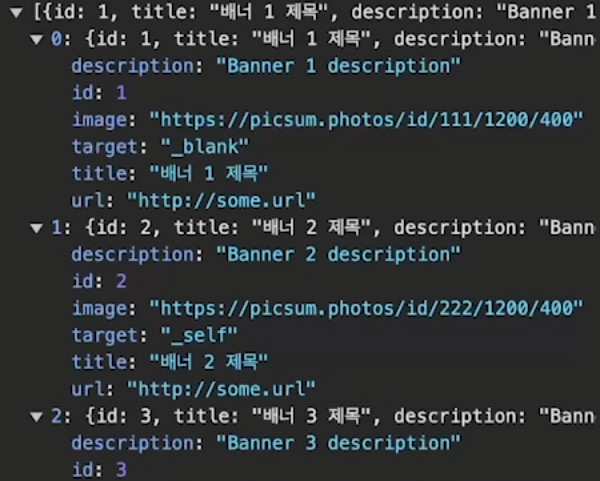 ▼ [{id: 1, title: "배너 1 제목", description: "Banner 1
▼ 0: {id: 1, title: "배너 1 제목", description: "Bann
description: "Banner 1 description"
id: 1
image: "https://picsum.photos/id/111/1200/400"
target: "_blank"
title: "배너 1 제목"
url: "http://some.url"
▼ 1: {id: 2, title: "배너 2 제목", description: "Bann
description: "Banner 2 description"
id: 2
image: "https://picsum.photos/id/222/1200/400"
target: "_self"
title: "배너 2 제목"
url: "http://some.url"
▼ 2: {id: 3, title: "배너 3 제목", description: "Bann
description: "Banner 3 description"
id: 3